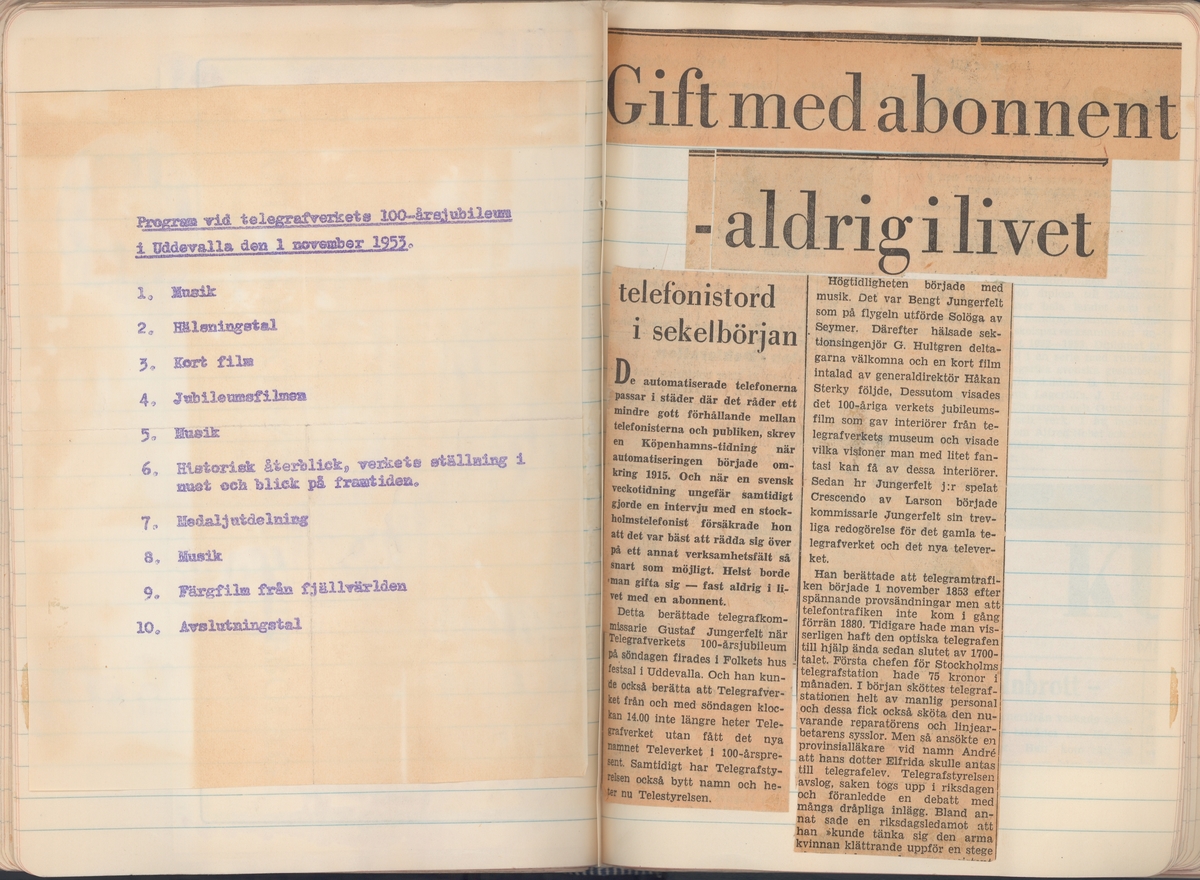 Program vid telegrafverkets 100-årsjubileum
i Uddevalla den 1 november 1953.
1. Musik
2. Hälsningstal
3. Kort film
4. Jubileumsfilmen
5. Musik
6. Historisk återblick, verkets ställning i
nuet och blick på framtiden.
7. Medaljutdelning
8. Musik
9. Färgfilm från fjällvärlden
10. Avslutningstal
Gift med abonnent
- aldrig i livet
telefonistord
i sekelbörjan
De automatiserade telefonerna
passar i städer där det råder ett
mindre gott förhållande mellan
telefonisterna och publiken, skrev
en Köpenhamns-tidning när
automatiseringen började om-
kring 1915. Och när en svensk
veckotidning ungefär samtidigt
gjorde en intervju med en stock-
holmstelefonist försäkrade hon
att det var bäst att rädda sig över
på ett annat verksamhetsfält så
snart som möjligt. Helst borde
man gifta sig — fast aldrig i li-
vet med en abonnent.
Detta berättade telegrafkom-
missarie Gustaf Jungerfelt när
Telegrafverkets 100-årsjubileum
på söndagen firades i Folkets hus
festsal i Uddevalla. Och han kun-
de också berätta att Telegrafver-
ket från och med söndagen kloc-
kan 14.00 inte längre heter Tele-
grafverket utan fått det nya
namnet Televerket i 100-årspre-
sent. Samtidigt har Telegrafsty-
relsen också bytt namn och he-
ter nu Telestyrelsen.
Högtidligheten började med
musik. Det var Bengt Jungerfelt
som på flygeln utförde Solöga av
Seymer. Därefter hälsade sek-
tionsingenjör G. Hultgren delta-
garna välkomna och en kort film
intalad av generaldirektör Håkan
Sterky följde, Dessutom visades
det 100-åriga verkets jubileums-
film som gav interiörer från te-
legrafverkets museum och visade
vilka visioner man med litet fan-
tasi kan få av dessa interiörer.
Sedan hr Jungerfelt j:r spelat
Crescendo av Larson började
kommissarie Jungerfelt sin trev-
liga redogörelse för det gamla te-
legrafverket och det nya telever-
ket.
Han berättade att telegramtrafi-
ken började 1 november 1853 efter
spännande provsändningar men att
telefontrafiken inte kom i gång
förrän 1880. Tidigare hade man vis-
serligen haft den optiska telegrafen
till hjälp ända sedan slutet av 1700-
talet. Första chefen för Stockholms
telegrafstation hade 75 kronor i
månaden. I början sköttes telegraf-
stationen helt av manlig personal
och dessa fick också sköta den nu-
varande reparatörens och linjear-
betarens sysslor. Men så ansökte en
provinsialläkare vid namn André
att hans dotter Elfrida skulle antas
till telegrafelev. Telegrafstyrelsen
avslog, saken togs upp i riksdagen
och föranledde en debatt med
många dråpliga inlägg. Bland an-
nat sade en riksdagsledamot att
han »kunde tänka sig den arma
kvinnan klättrande uppför en stege